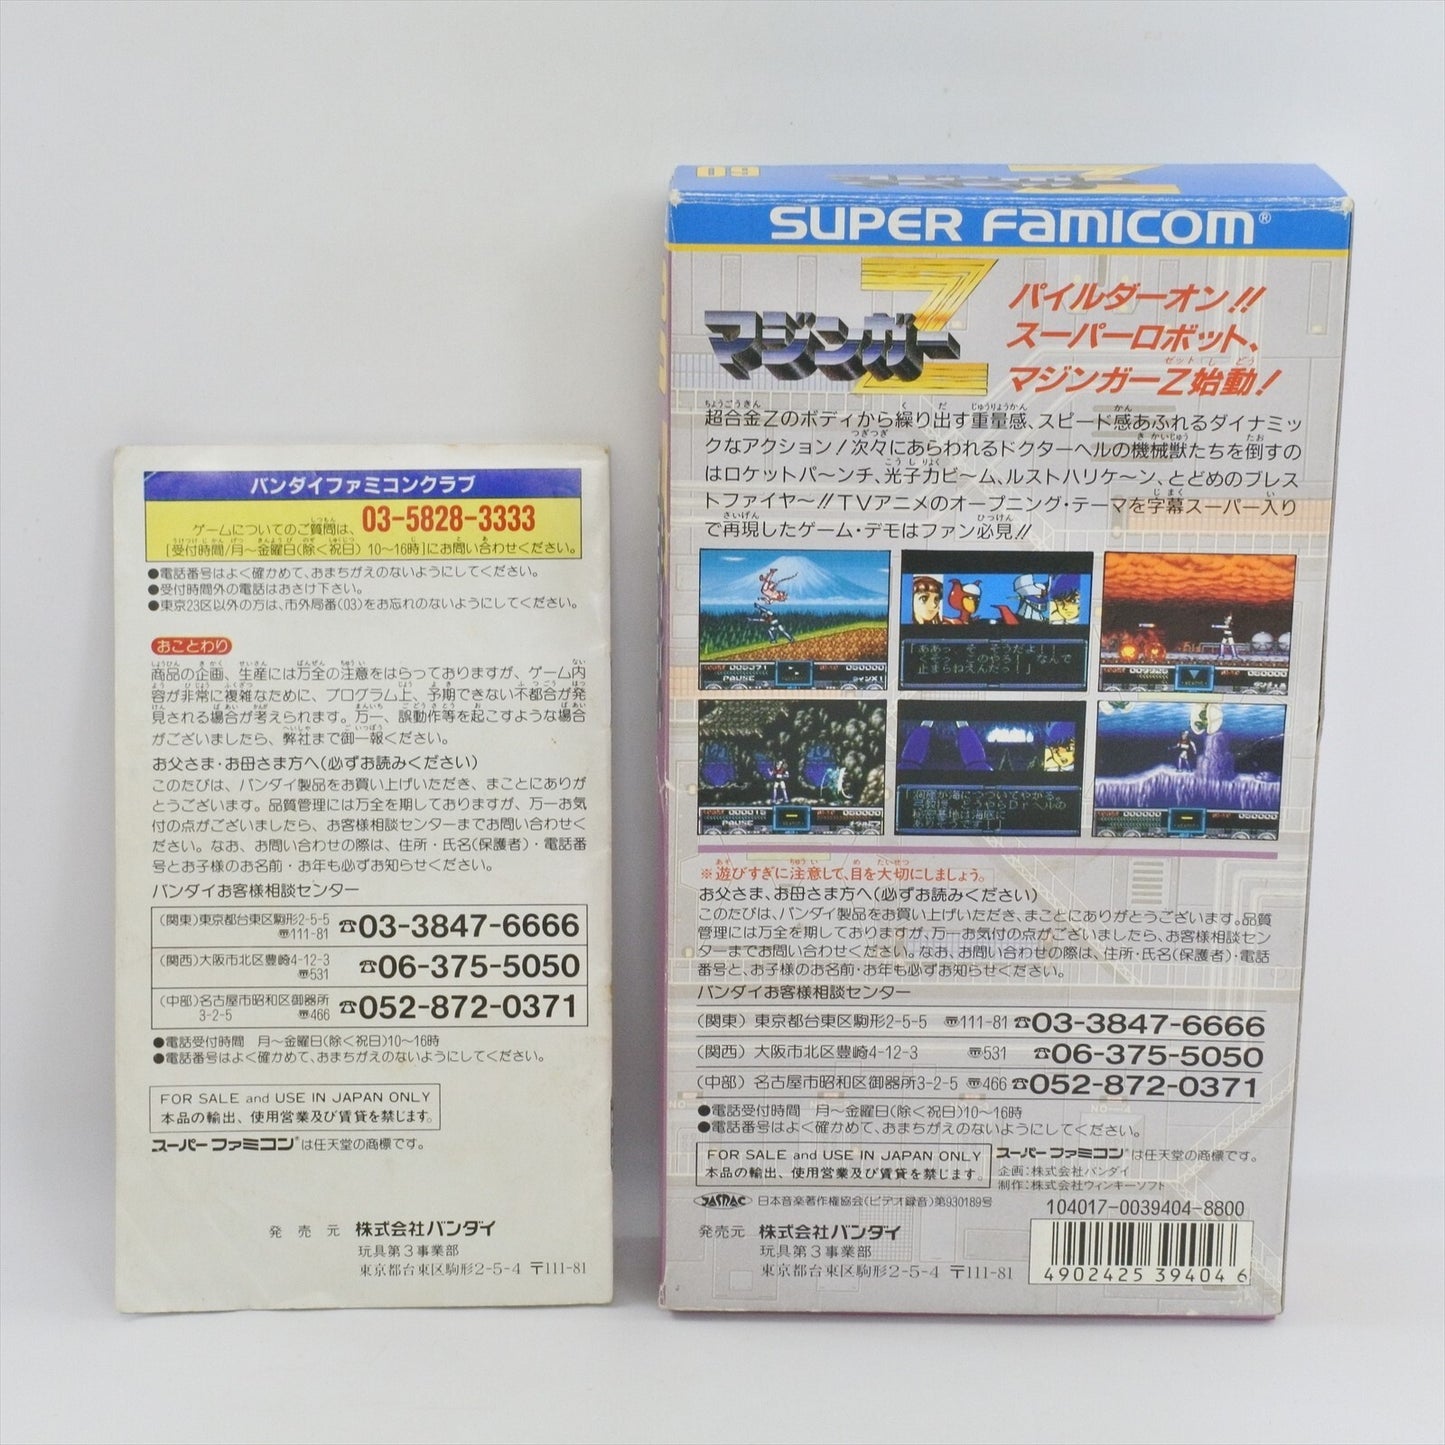 バンダイファミコンクラブ
ゲームについてのご質問は、03-5828-3333
[受付時間/月〜金曜日(除く祝日) 10〜16時]にお問い合わせください。
●電話番号はよく確かめて、おまちがえのないようにしてください。
●受付時間外の電話はおさけ下さい。
●東京23区以外の方は、市外局番(03)をお忘れのないようにしてください。
おことわり
商品の企画、生産には万全の注意をはらっておりますが、ゲーム内
容が非常に複雑なために、プログラム上、予期できない不都合が発
見される場合が考えられます。万一、誤動作等を起こすような場合
がございましたら、弊社まで御一報ください。
お父さま・お母さま方へ(必ずお読みください)
このたびは、バンダイ製品をお買い上げいただき、まことにありが
とうございます。品質管理には万全を期しておりますが、万一お気
付の点がございましたら、お客様相談センターまでお問い合わせく
ださい。なお、お問い合わせの際は、住所・氏名(保護者)・電話番
号とお子様のお名前・お年も必ずお知らせください。
バンダイお客様相談センター
(関東)東京都台東区駒形2-5-5 〒111-81 ☎03-3847-6666
(関西)大阪市北区豊崎4-12-3 〒531 ☎06-375-5050
(中部)名古屋市昭和区御器所3-2-5 〒466 ☎052-872-0371
●電話受付時間 月〜金曜日(除く祝日)10〜16時
●電話番号はよく確かめて、おまちがえのないようにしてください。
FOR SALE and USE IN JAPAN ONLY
本品の輸出、使用営業及び賃貸を禁じます。
スーパーファミコン®は任天堂の商標です。
発売元 株式会社バンダイ
玩具第3事業部
東京都台東区駒形2-5-4 〒111-81
09
マジンガーZ
SUPER FAMICOM®
マジンガーZ
パイルダーオン!!
スーパーロボット、
マジンガーZ始動!
超合金Zのボディから繰り出す重量感、スピード感あふれるダイナミッ
クなアクション!次々にあらわれるドクターヘルの機械獣たちを倒すの
はロケットパ〜ンチ、光子力ビーム、ルストハリケ〜ン、とどめのブレス
トファイヤ〜!!TVアニメのオープニング・テーマを字幕スーパー入り
で再現したゲーム・デモはファン必見!!
PAUSE
「ああっ そ そうだよ!!
止まらねえんだっ!
PAUSE
※遊びすぎに注意して、目を大切にしましょう。
お父さま、お母さま方へ(必ずお読みください)
このたびは、バンダイ製品をお買い上げいただき、まことにありがとうございます。品質
管理には万全を期しておりますが、万一お気付の点がございましたら、お客様相談セン
ターまでお問い合わせください。なお、お問い合わせの際は、住所・氏名(保護者)・電話
番号と、お子様のお名前・お年も必ずお知らせください。
バンダイお客様相談センター
(関東) 東京都台東区駒形2-5-5 〒111-81 ☎03-3847-6666
(関西) 大阪市北区豊崎4-12-3 〒531 ☎06-375-5050
(中部) 名古屋市昭和区御器所3-2-5 〒466 ☎052-872-0371
●電話受付時間 月〜金曜日(除く祝日)10〜16時
●電話番号はよく確かめて、おまちがえのないようにしてください。
FOR SALE and USE IN JAPAN ONLY
本品の輸出、使用営業及び賃貸を禁じます。
スーパーファミコン®は任天堂の商標です。
企画:株式会社バンダイ
制作:株式会社ウィンキーソフト
JASRAC 日本音楽著作権協会(ビデオ録音)第930189号
104017-0039404-8800
発売元 株式会社バンダイ
玩具第3事業部
東京都台東区駒形2-5-4 〒111-81
4902425394046